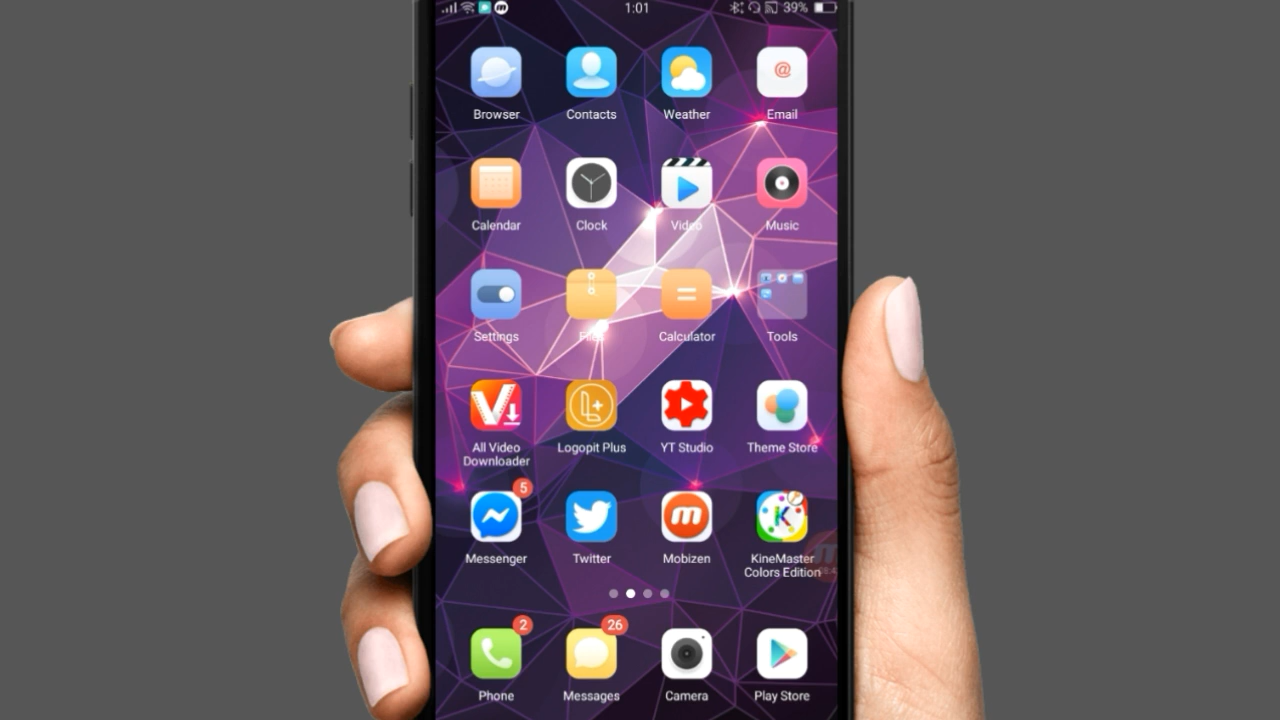 1:01
39%
Browser
Contacts
Weather
Email
Calendar
Clock
Video
Music
Settings
Files
Calculator
Tools
All Video
Downloader
Logopit Plus
YT Studio
Theme Store
5
Messenger
Twitter
Mobizen
KineMaster
Colors Edition
2
26
Phone
Messages
Camera
Play Store